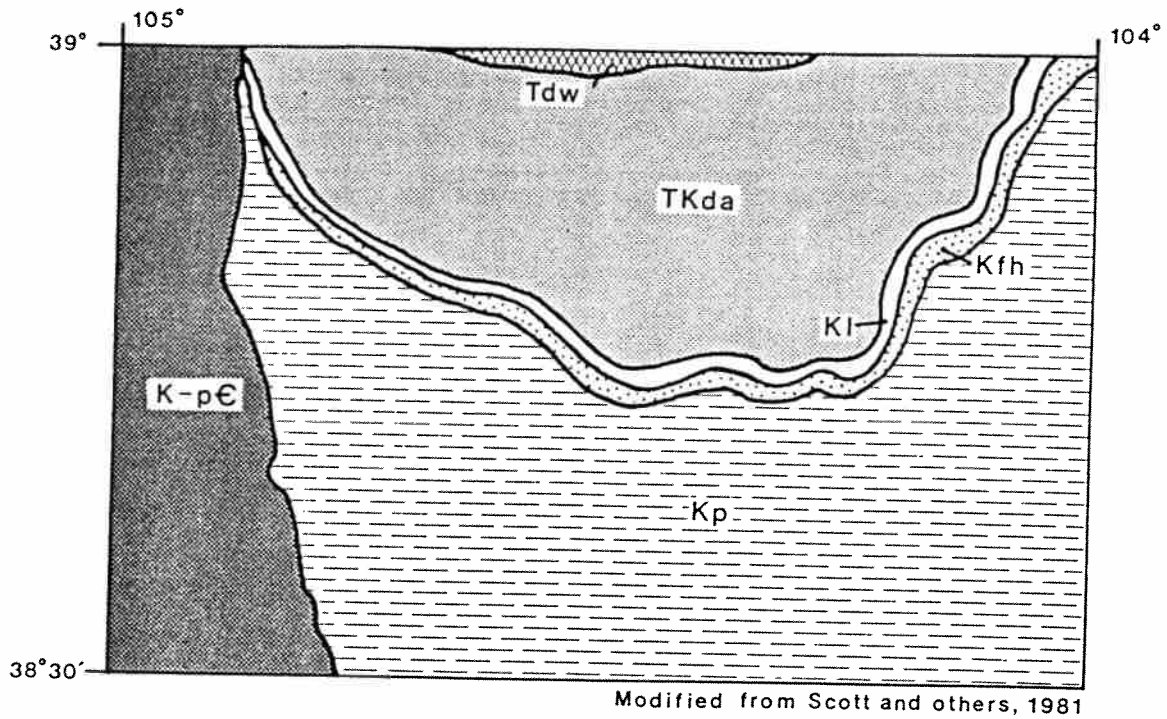 105°
104°
39°
Tdw
TKda
Kfh
Kl
K-p€
Kp
38°30′
Modified from Scott and others, 1981